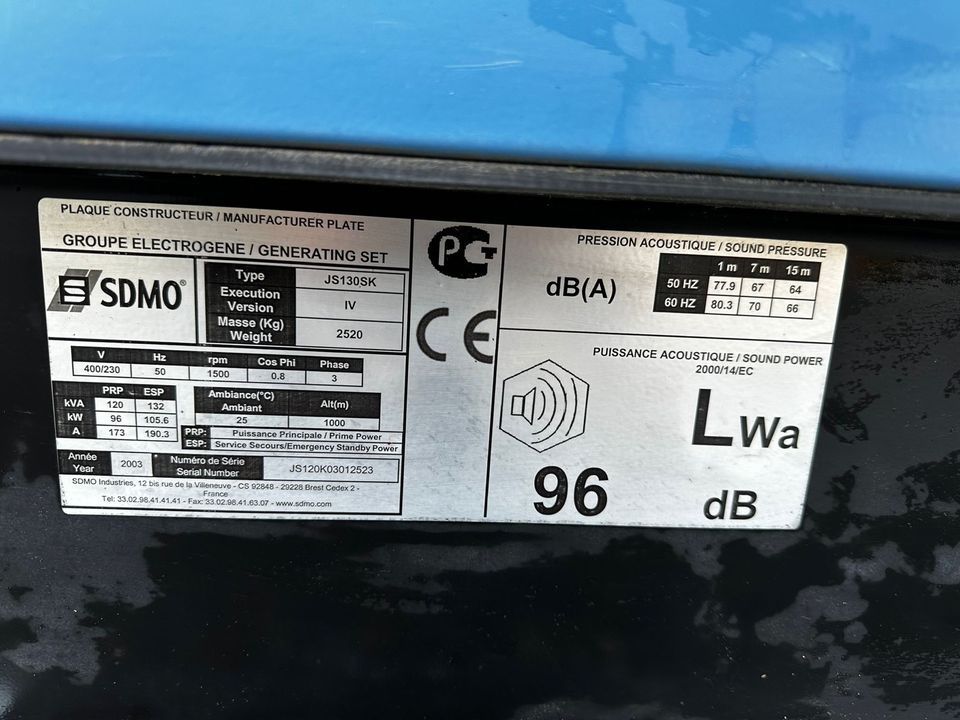 PLAQUE CONSTRUCTEUR / MANUFACTURER PLATE
GROUPE ELECTROGENE / GENERATING SET
SDMO®
Type JS130SK
Execution Version IV
Masse (Kg) Weight 2520
V Hz rpm Cos Phi Phase
400/230 50 1500 0.8 3
PRP ESP
kVA 120 132
kW 96 105.6
A 173 190.3
Ambiance(°C) Ambiant Alt(m)
25 1000
PRP: Puissance Principale / Prime Power
ESP: Service Secours/Emergency Standby Power
Année Year 2003 Numéro de Série Serial Number JS120K03012523
SDMO Industries, 12 bis rue de la Villeneuve - CS 92848 - 29228 Brest Cedex 2 -
France
Tel: 33.02.98.41.41.41 - Fax: 33.02.98.41.63.07 - www.sdmo.com
PCT
CE
PRESSION ACOUSTIQUE / SOUND PRESSURE
dB(A)
1 m 7 m 15 m
50 HZ 77.9 67 64
60 HZ 80.3 70 66
PUISSANCE ACOUSTIQUE / SOUND POWER
2000/14/EC
LWa
96 dB